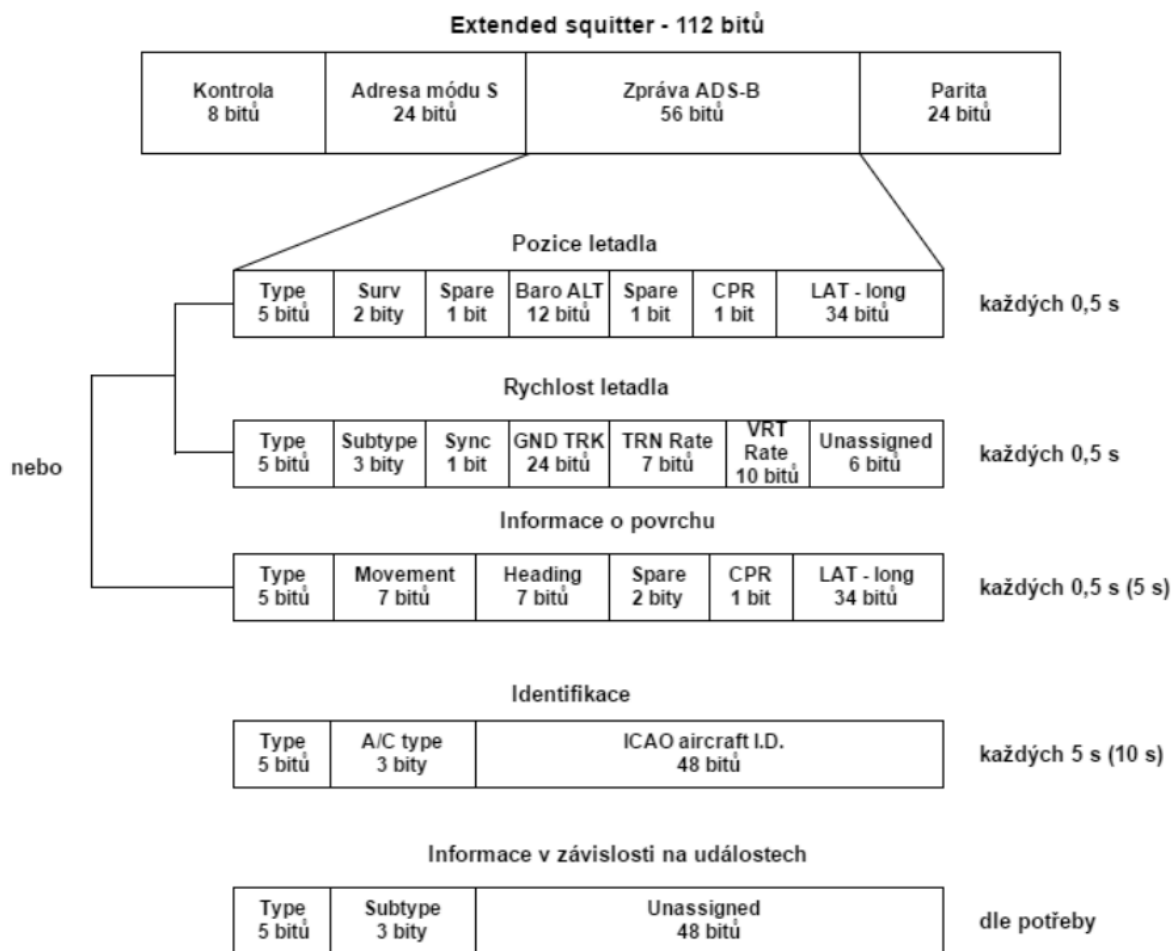 Extended squitter - 112 bitů
Kontrola
8 bitů
Adresa módu S
24 bitů
Zpráva ADS-B
56 bitů
Parita
24 bitů
Pozice letadla
Type
5 bitů
Surv
2 bity
Spare
1 bit
Baro ALT
12 bitů
Spare
1 bit
CPR
1 bit
LAT - long
34 bitů
každých 0,5 s
Rychlost letadla
Type
5 bitů
Subtype
3 bity
Sync
1 bit
GND TRK
24 bitů
TRN Rate
7 bitů
VRT
Rate
10 bitů
Unassigned
6 bitů
každých 0,5 s
nebo
Informace o povrchu
Type
5 bitů
Movement
7 bitů
Heading
7 bitů
Spare
2 bity
CPR
1 bit
LAT - long
34 bitů
každých 0,5 s (5 s)
Identifikace
Type
5 bitů
A/C type
3 bity
ICAO aircraft I.D.
48 bitů
každých 5 s (10 s)
Informace v závislosti na událostech
Type
5 bitů
Subtype
3 bity
Unassigned
48 bitů
dle potřeby